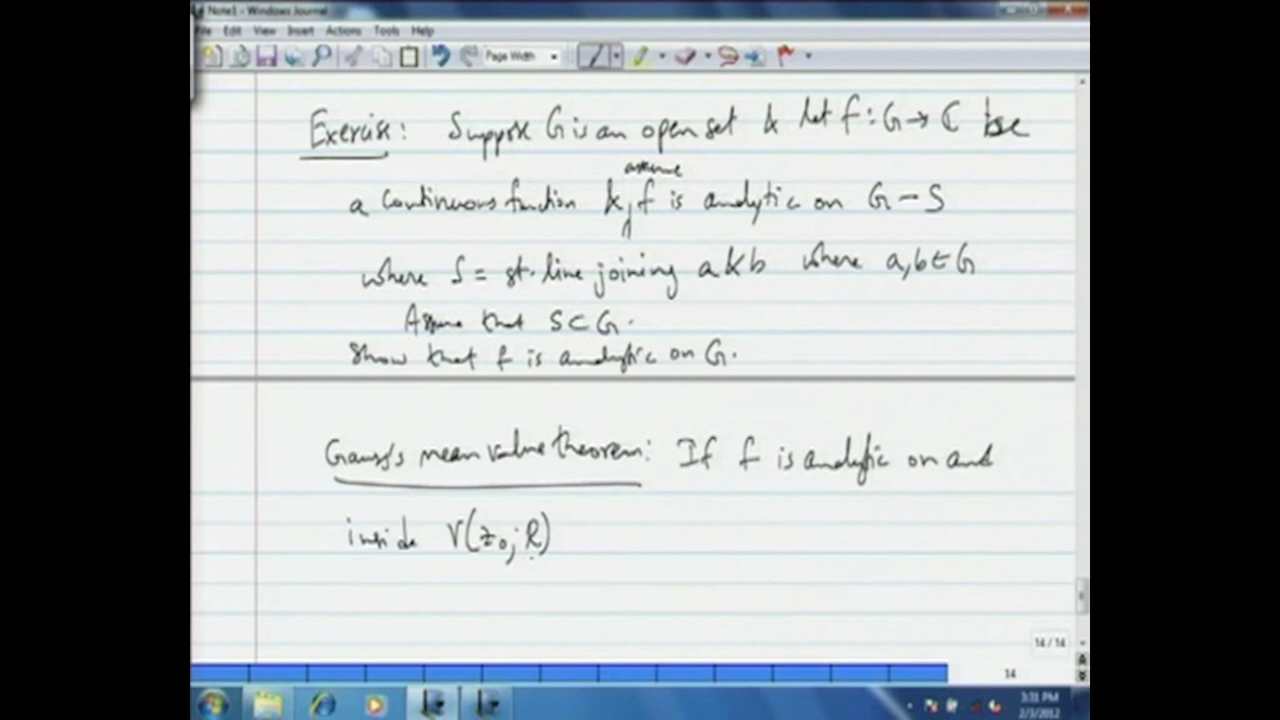 Note1 - Windows Journal
File Edit View Insert Actions Tools Help
Page Width
Exercise: Suppose G is an open set & let f: G → ℂ be
assume
a continuous function &, f is analytic on G - S
where S = st. line joining a & b where a, b ∈ G
Assume that S ⊂ G.
Show that f is analytic on G.
Gauss's mean value theorem: If f is analytic on and
inside γ(z₀; R)
14 / 14
14
3:31 PM
2/3/2012